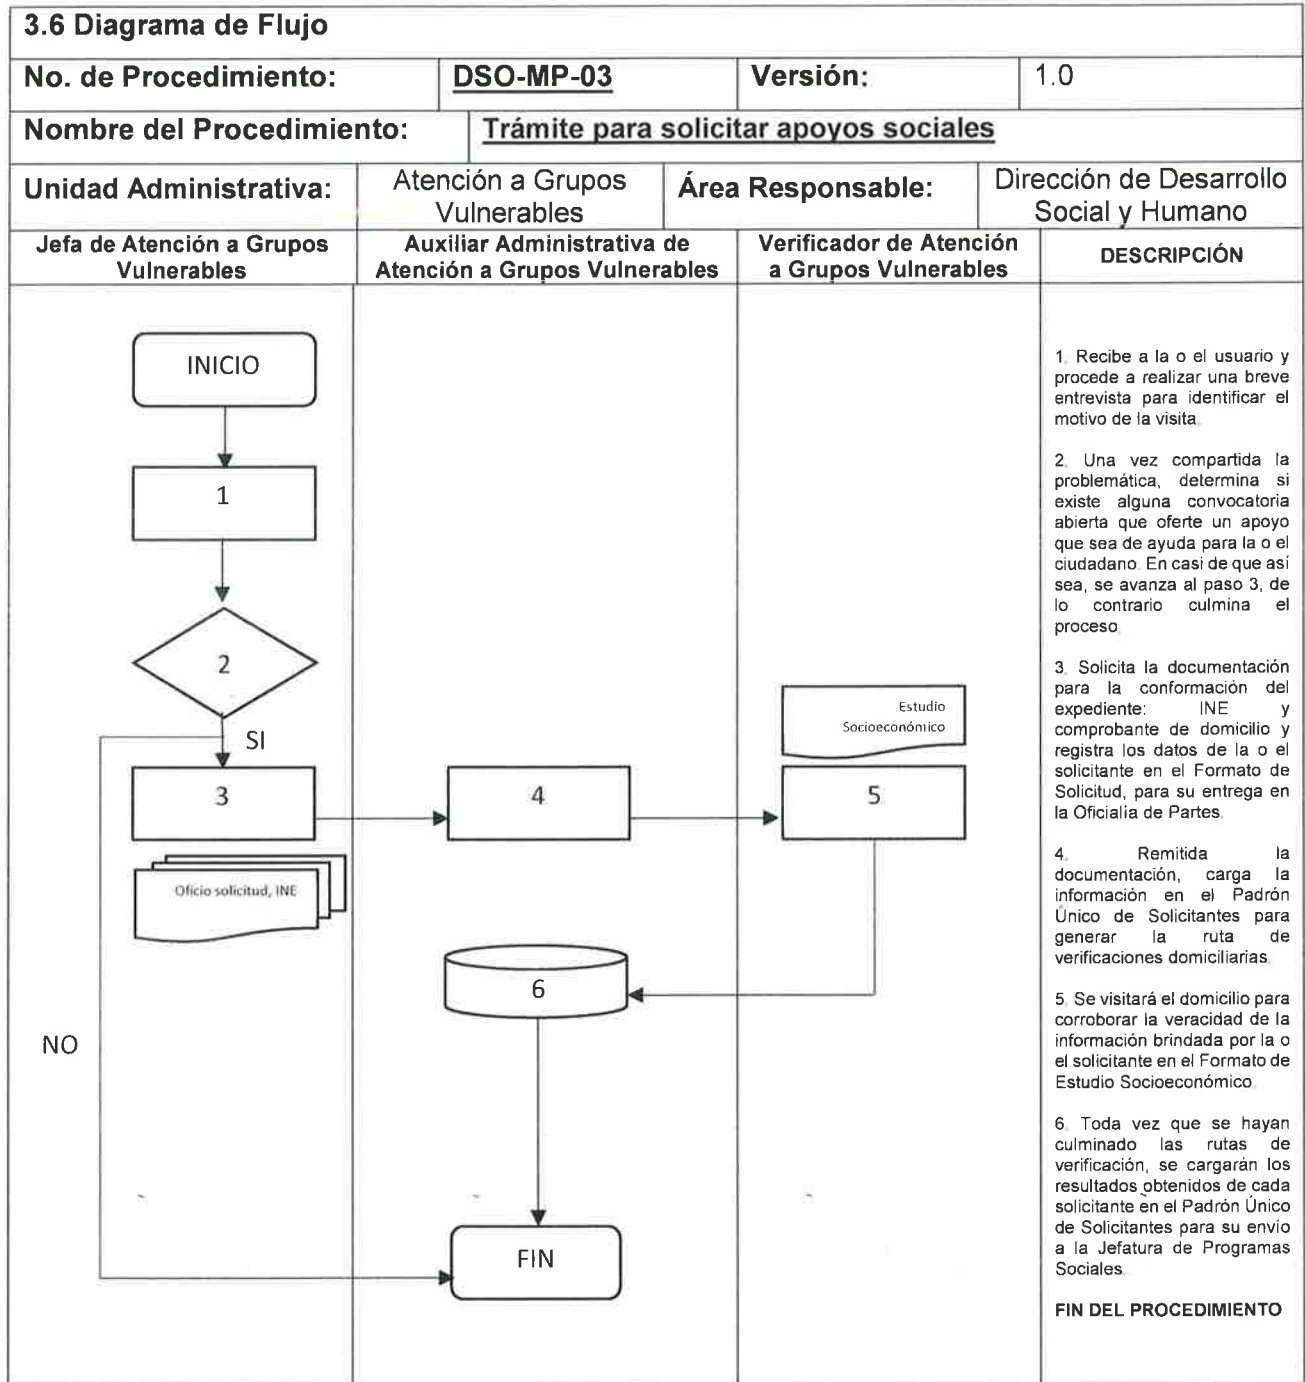 3.6 Diagrama de Flujo
No. de Procedimiento: DSO-MP-03 Versión: 1.0
Nombre del Procedimiento: Trámite para solicitar apoyos sociales
Unidad Administrativa: Atención a Grupos Vulnerables Área Responsable: Dirección de Desarrollo Social y Humano
Jefa de Atención a Grupos Vulnerables
Auxiliar Administrativa de Atención a Grupos Vulnerables
Verificador de Atención a Grupos Vulnerables
DESCRIPCIÓN
INICIO
1
2
SI
3
Oficio solicitud, INE
NO
4
Estudio
Socioeconómico
5
6
FIN
1. Recibe a la o el usuario y
procede a realizar una breve
entrevista para identificar el
motivo de la visita.
2. Una vez compartida la
problemática, determina si
existe alguna convocatoria
abierta que oferte un apoyo
que sea de ayuda para la o el
ciudadano. En casi de que así
sea, se avanza al paso 3, de
lo contrario culmina el
proceso.
3. Solicita la documentación
para la conformación del
expediente: INE y
comprobante de domicilio y
registra los datos de la o el
solicitante en el Formato de
Solicitud, para su entrega en
la Oficialía de Partes.
4. Remitida la
documentación, carga la
información en el Padrón
Único de Solicitantes para
generar la ruta de
verificaciones domiciliarias.
5. Se visitará el domicilio para
corroborar la veracidad de la
información brindada por la o
el solicitante en el Formato de
Estudio Socioeconómico.
6. Toda vez que se hayan
culminado las rutas de
verificación, se cargarán los
resultados obtenidos de cada
solicitante en el Padrón Único
de Solicitantes para su envío
a la Jefatura de Programas
Sociales.
FIN DEL PROCEDIMIENTO